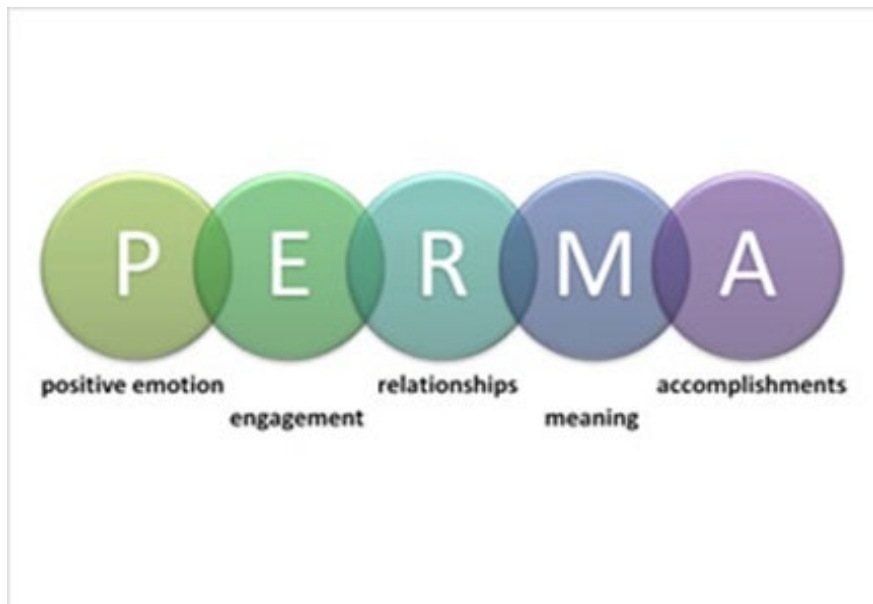 P E R M A
positive emotion relationships accomplishments
engagement meaning